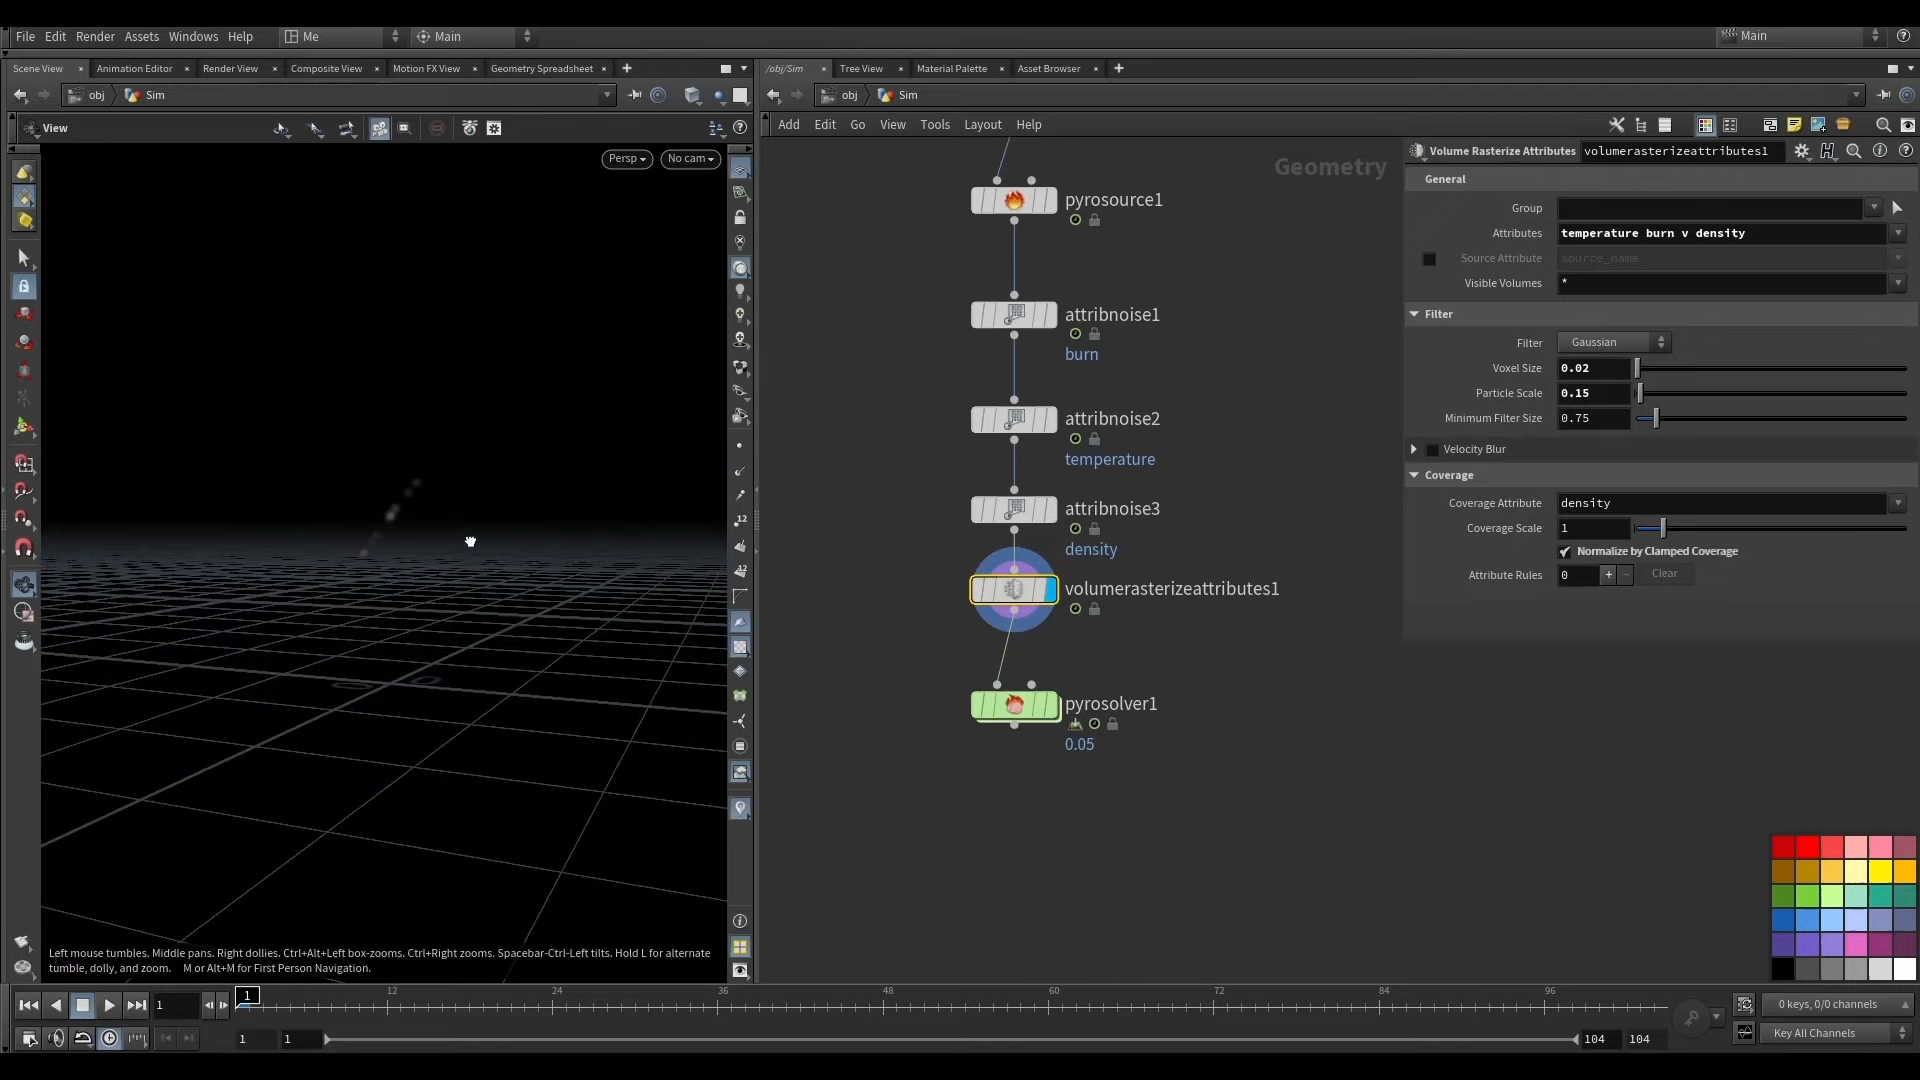 File Edit Render Assets Windows Help Me Main Main
Scene View Animation Editor Render View Composite View Motion FX View Geometry Spreadsheet
/obj/Sim Tree View Material Palette Asset Browser
obj Sim
obj Sim
View
Add Edit Go View Tools Layout Help
Persp No cam
Geometry
pyrosource1
attribnoise1
burn
attribnoise2
temperature
attribnoise3
density
volumerasterizeattributes1
pyrosolver1
0.05
Volume Rasterize Attributes volumerasterizeattributes1
General
Group
Attributes temperature burn v density
Source Attribute source_name
Visible Volumes *
Filter
Filter Gaussian
Voxel Size 0.02
Particle Scale 0.15
Minimum Filter Size 0.75
Velocity Blur
Coverage
Coverage Attribute density
Coverage Scale 1
Normalize by Clamped Coverage
Attribute Rules 0 + - Clear
12
12
Left mouse tumbles. Middle pans. Right dollies. Ctrl+Alt+Left box-zooms. Ctrl+Right zooms. Spacebar-Ctrl-Left tilts. Hold L for alternate
tumble, dolly, and zoom. M or Alt+M for First Person Navigation.
1 1 12 24 36 48 60 72 84 96
0 keys, 0/0 channels
1 1 104 104
Key All Channels